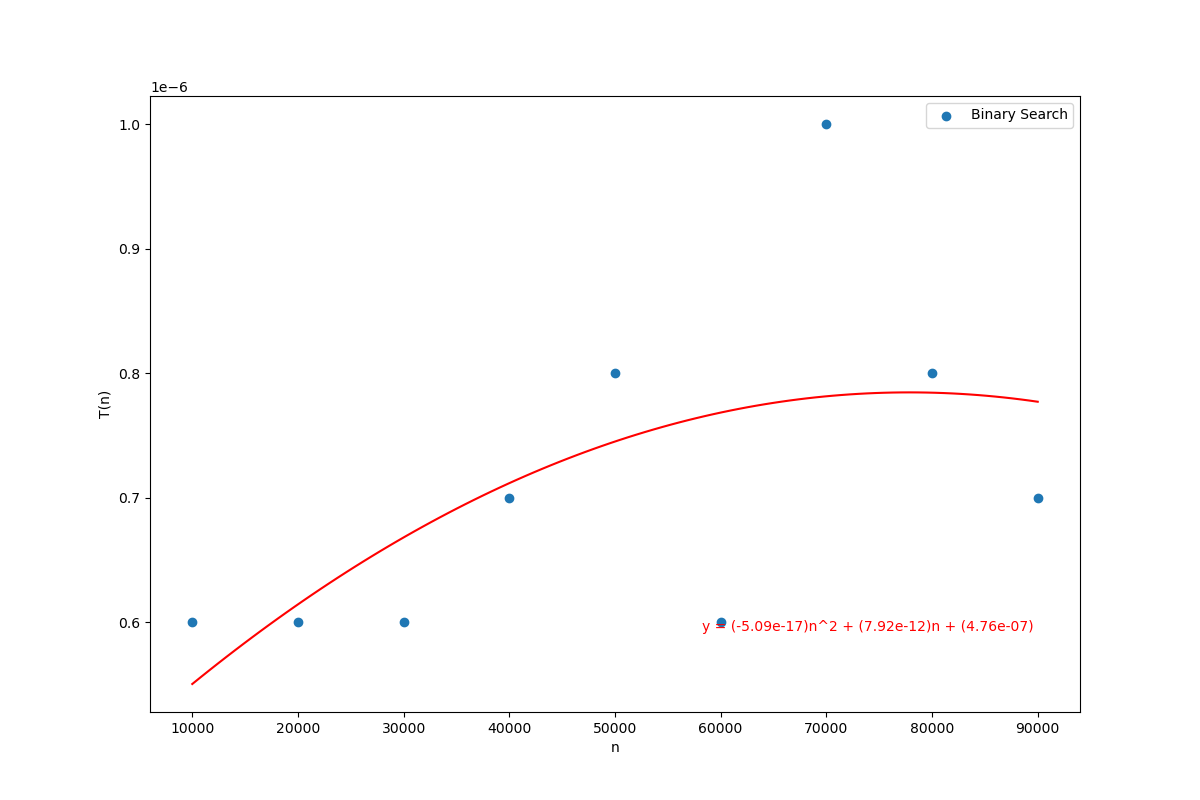 1e−6
Binary Search
1.0
0.9
0.8
0.7
0.6
T(n)
y = (-5.09e-17)n^2 + (7.92e-12)n + (4.76e-07)
10000 20000 30000 40000 50000 60000 70000 80000 90000
n